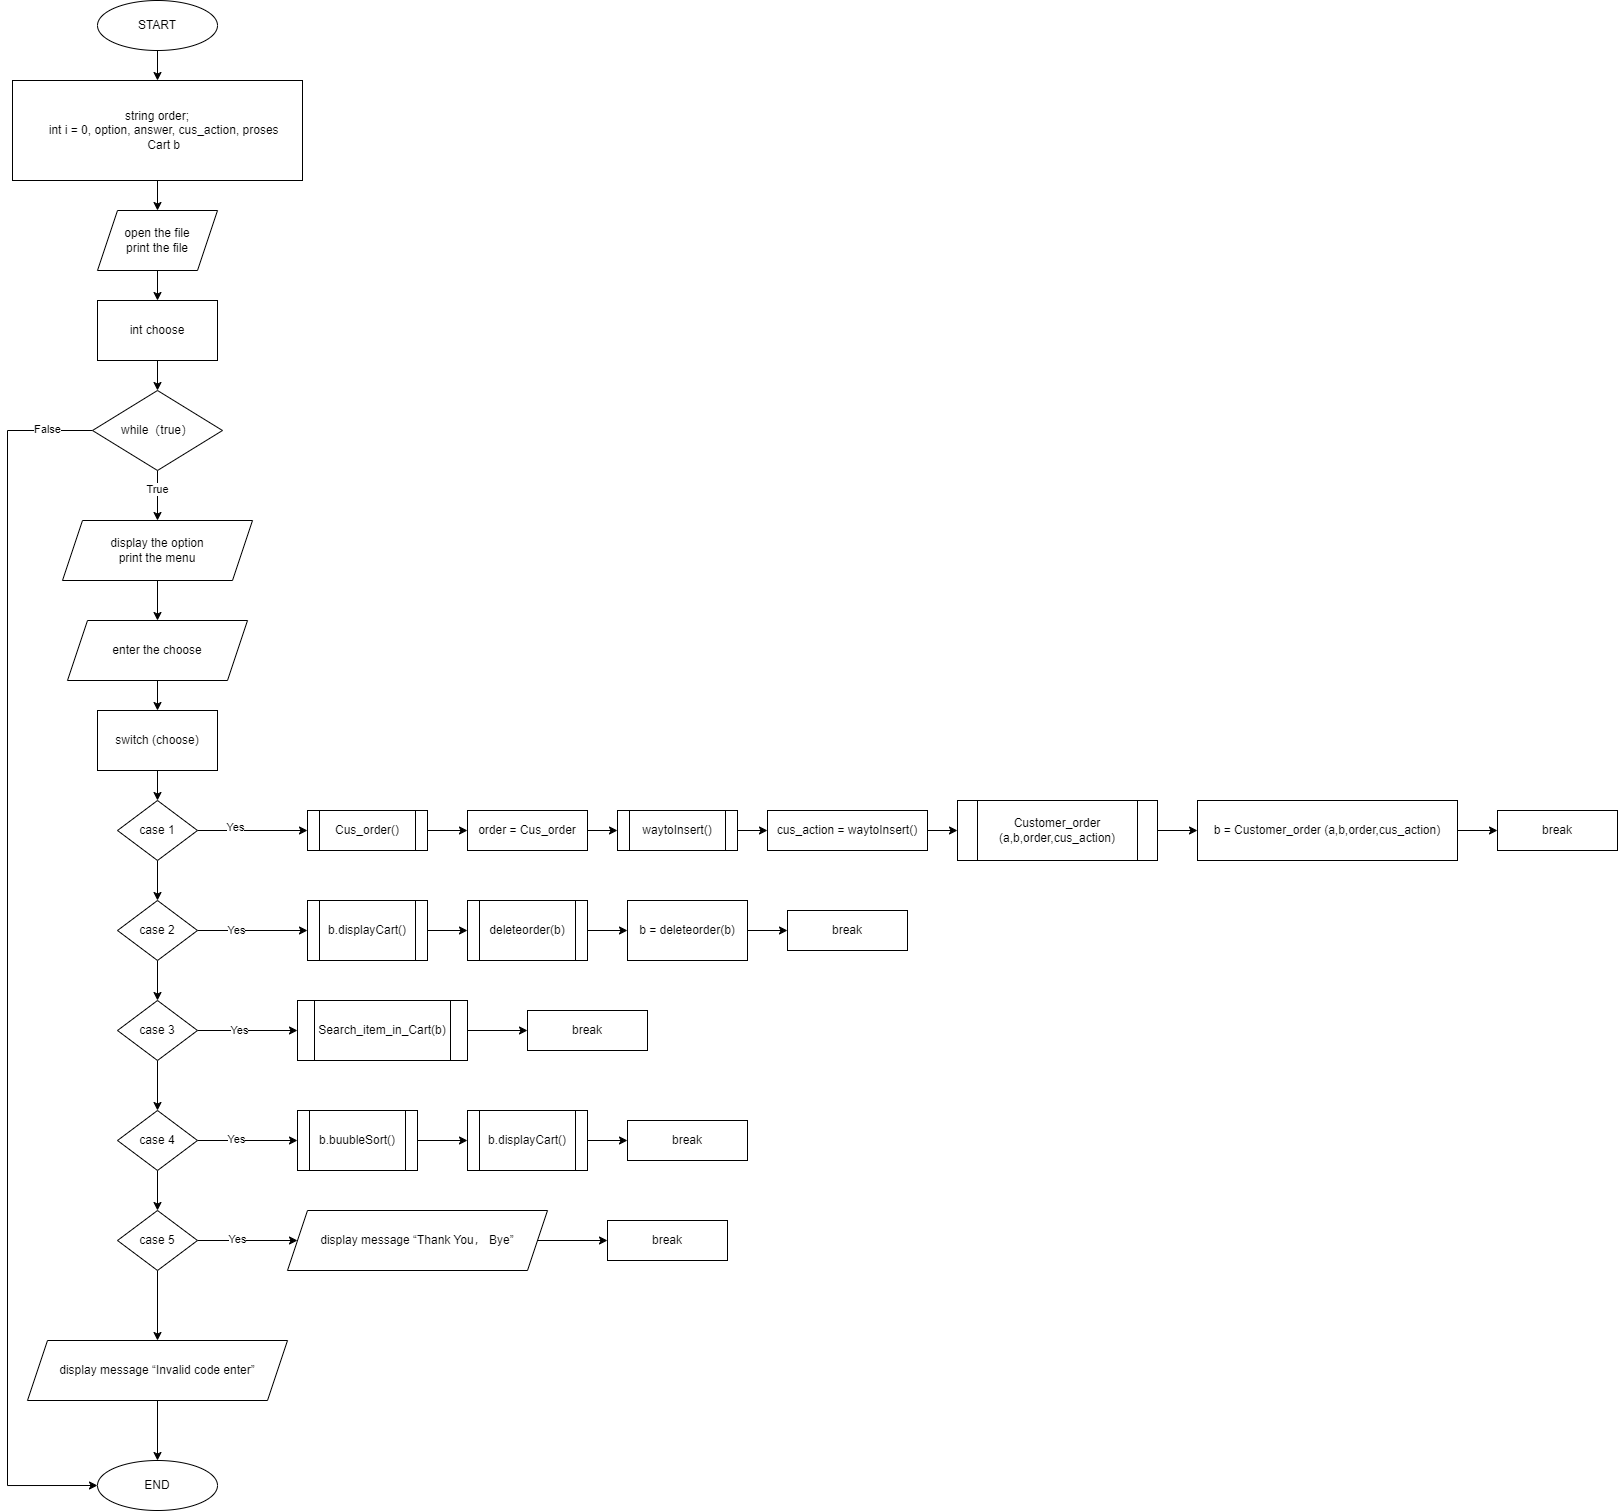 START
string order;
int i = 0, option, answer, cus_action, proses
Cart b
open the file
print the file
int choose
while（true）
False
True
display the option
print the menu
enter the choose
switch (choose)
case 1
Yes
Cus_order()
order = Cus_order
waytoInsert()
cus_action = waytoInsert()
Customer_order
(a,b,order,cus_action)
b = Customer_order (a,b,order,cus_action)
break
case 2
Yes
b.displayCart()
deleteorder(b)
b = deleteorder(b)
break
case 3
Yes
Search_item_in_Cart(b)
break
case 4
Yes
b.buubleSort()
b.displayCart()
break
case 5
Yes
display message “Thank You， Bye”
break
display message “Invalid code enter”
END